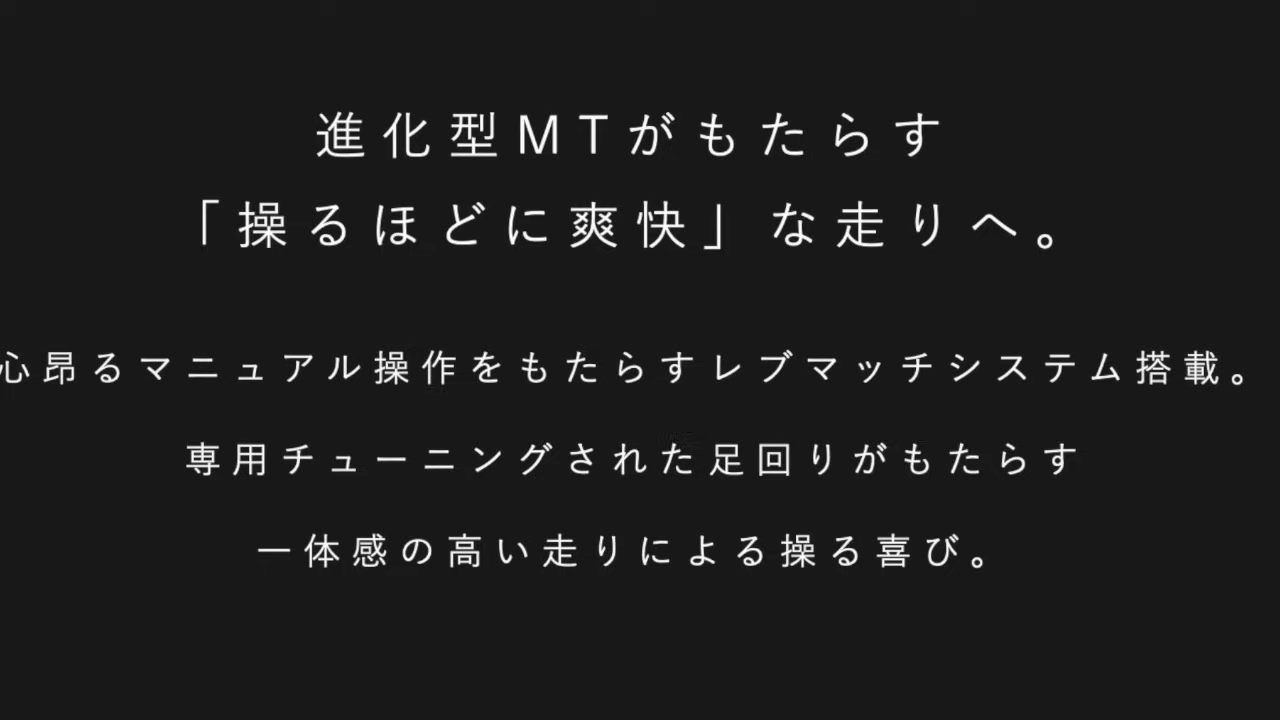 進化型MTがもたらす
「操るほどに爽快」な走りへ。
心昂るマニュアル操作をもたらすレブマッチシステム搭載。
専用チューニングされた足回りがもたらす
一体感の高い走りによる操る喜び。